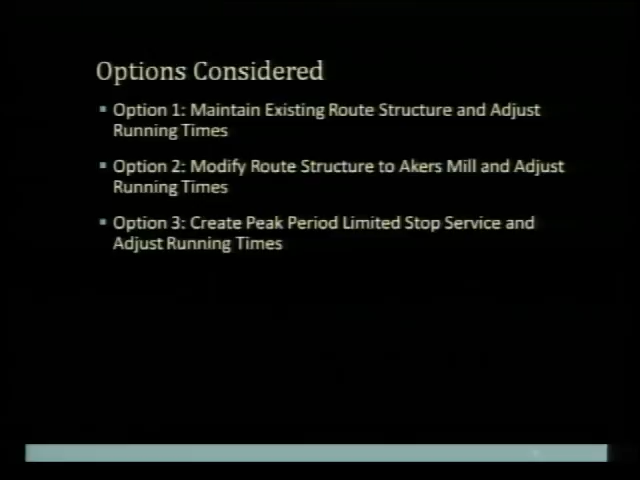 Options Considered
Option 1: Maintain Existing Route Structure and Adjust
Running Times
Option 2: Modify Route Structure to Akers Mill and Adjust
Running Times
Option 3: Create Peak Period Limited Stop Service and
Adjust Running Times